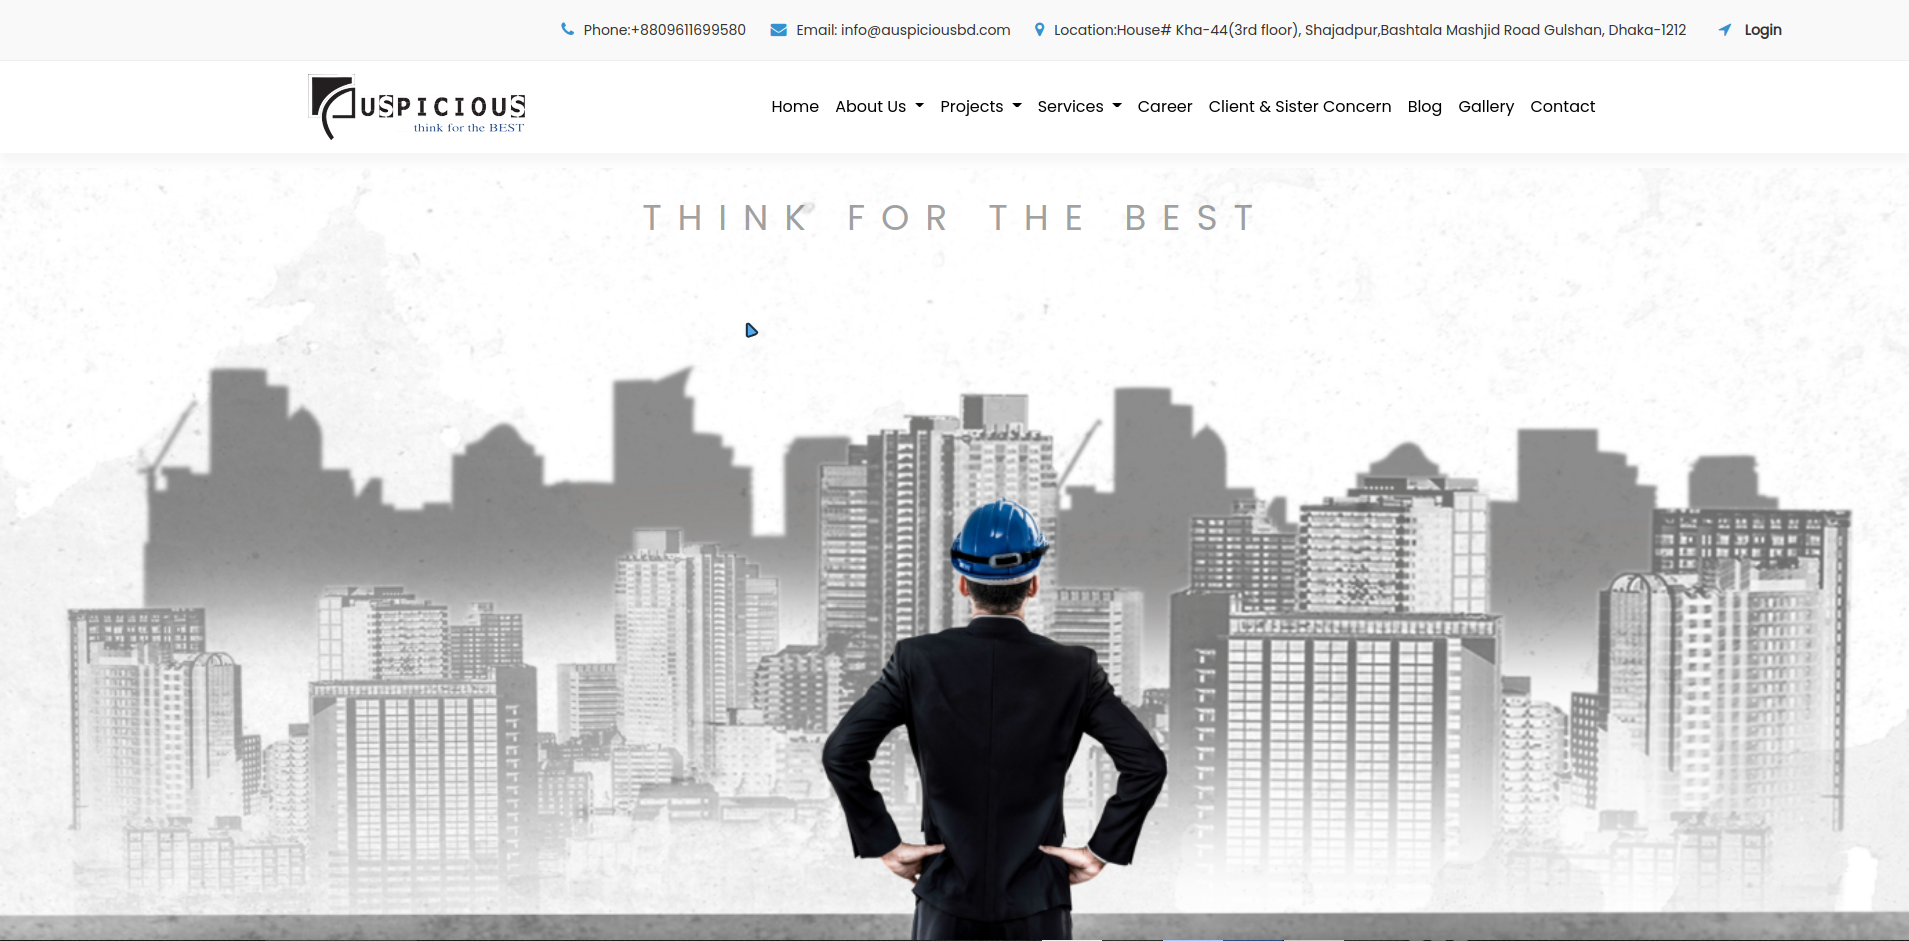 Phone:+8809611699580 Email: info@auspiciousbd.com Location:House# Kha-44(3rd floor), Shajadpur,Bashtala Mashjid Road Gulshan, Dhaka-1212 Login
AUSPICIOUS
think for the BEST
Home About Us Projects Services Career Client & Sister Concern Blog Gallery Contact
THINK FOR THE BEST